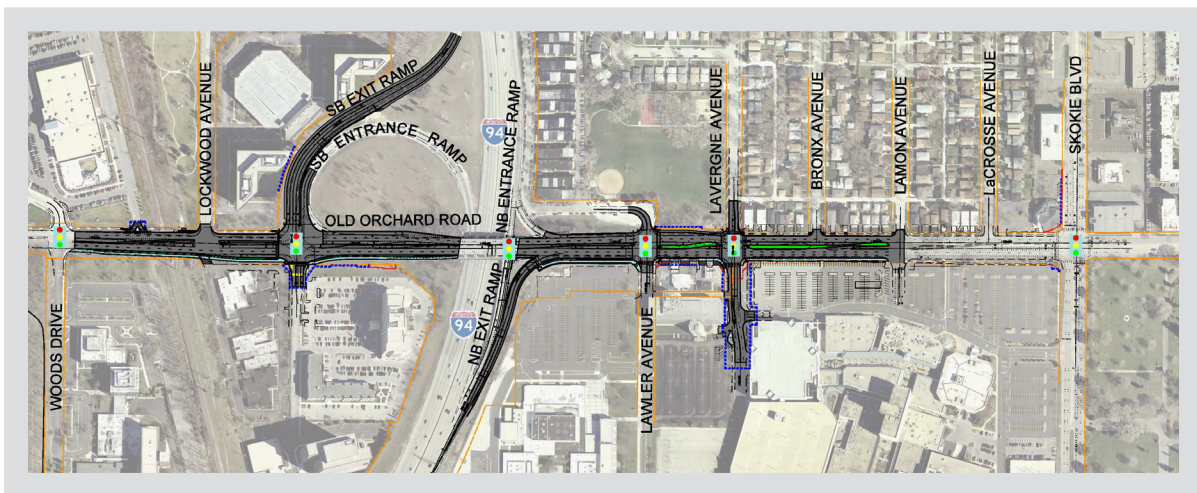 LOCKWOOD AVENUE
SB EXIT RAMP
SB ENTRANCE RAMP
94
NB ENTRANCE RAMP
LAVERGNE AVENUE
BRONX AVENUE
LAMON AVENUE
LaCROSSE AVENUE
SKOKIE BLVD
OLD ORCHARD ROAD
WOODS DRIVE
94
NB EXIT RAMP
LAWLER AVENUE